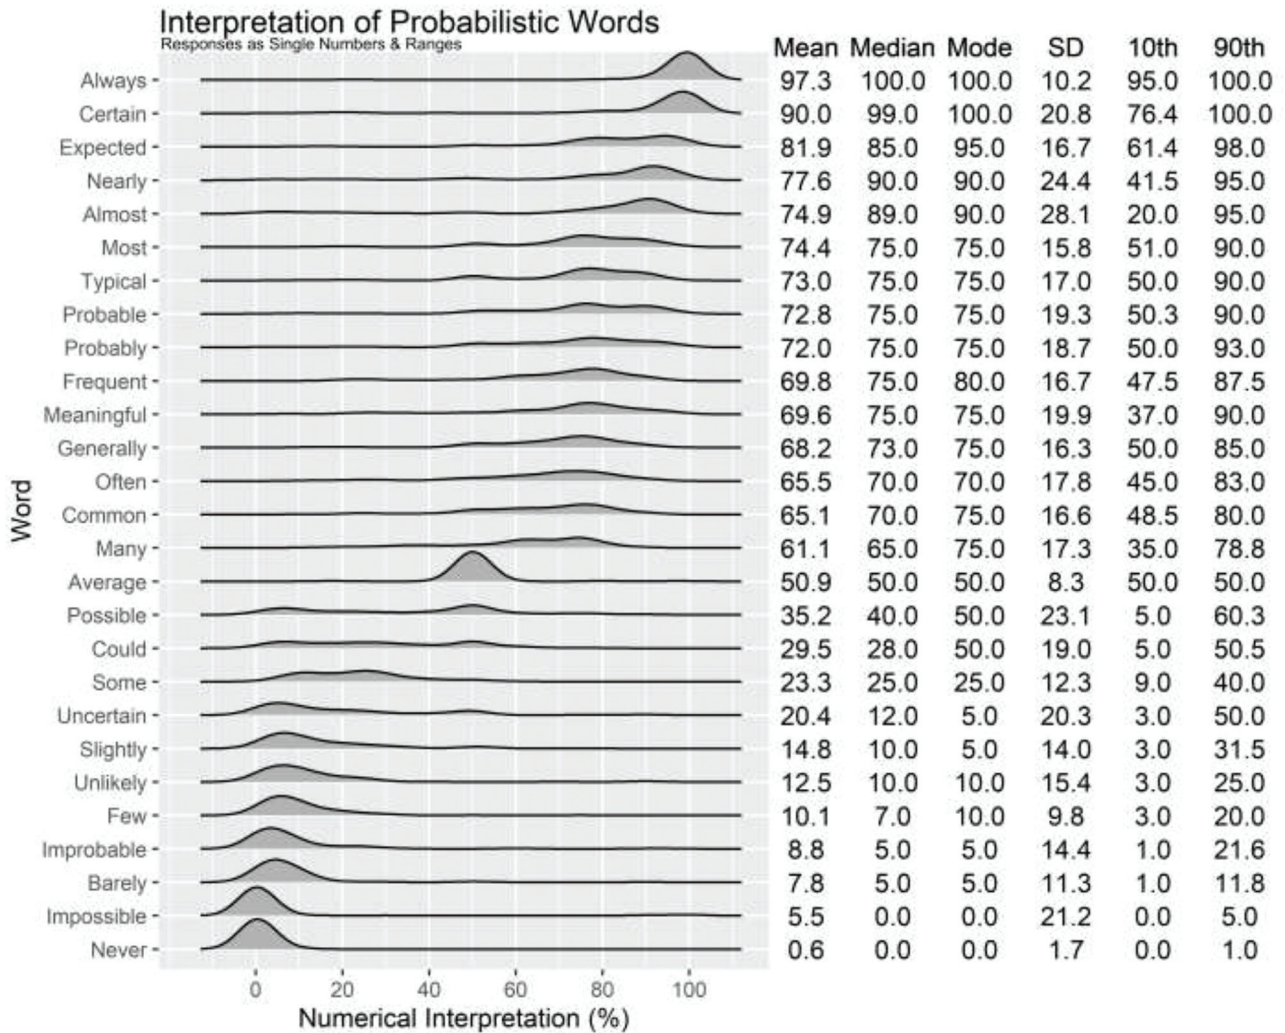 Interpretation of Probabilistic Words
Responses as Single Numbers & Ranges
Mean Median Mode SD 10th 90th
Always 97.3 100.0 100.0 10.2 95.0 100.0
Certain 90.0 99.0 100.0 20.8 76.4 100.0
Expected 81.9 85.0 95.0 16.7 61.4 98.0
Nearly 77.6 90.0 90.0 24.4 41.5 95.0
Almost 74.9 89.0 90.0 28.1 20.0 95.0
Most 74.4 75.0 75.0 15.8 51.0 90.0
Typical 73.0 75.0 75.0 17.0 50.0 90.0
Probable 72.8 75.0 75.0 19.3 50.3 90.0
Probably 72.0 75.0 75.0 18.7 50.0 93.0
Frequent 69.8 75.0 80.0 16.7 47.5 87.5
Meaningful 69.6 75.0 75.0 19.9 37.0 90.0
Generally 68.2 73.0 75.0 16.3 50.0 85.0
Often 65.5 70.0 70.0 17.8 45.0 83.0
Common 65.1 70.0 75.0 16.6 48.5 80.0
Many 61.1 65.0 75.0 17.3 35.0 78.8
Average 50.9 50.0 50.0 8.3 50.0 50.0
Possible 35.2 40.0 50.0 23.1 5.0 60.3
Could 29.5 28.0 50.0 19.0 5.0 50.5
Some 23.3 25.0 25.0 12.3 9.0 40.0
Uncertain 20.4 12.0 5.0 20.3 3.0 50.0
Slightly 14.8 10.0 5.0 14.0 3.0 31.5
Unlikely 12.5 10.0 10.0 15.4 3.0 25.0
Few 10.1 7.0 10.0 9.8 3.0 20.0
Improbable 8.8 5.0 5.0 14.4 1.0 21.6
Barely 7.8 5.0 5.0 11.3 1.0 11.8
Impossible 5.5 0.0 0.0 21.2 0.0 5.0
Never 0.6 0.0 0.0 1.7 0.0 1.0
Word
0 20 40 60 80 100
Numerical Interpretation (%)